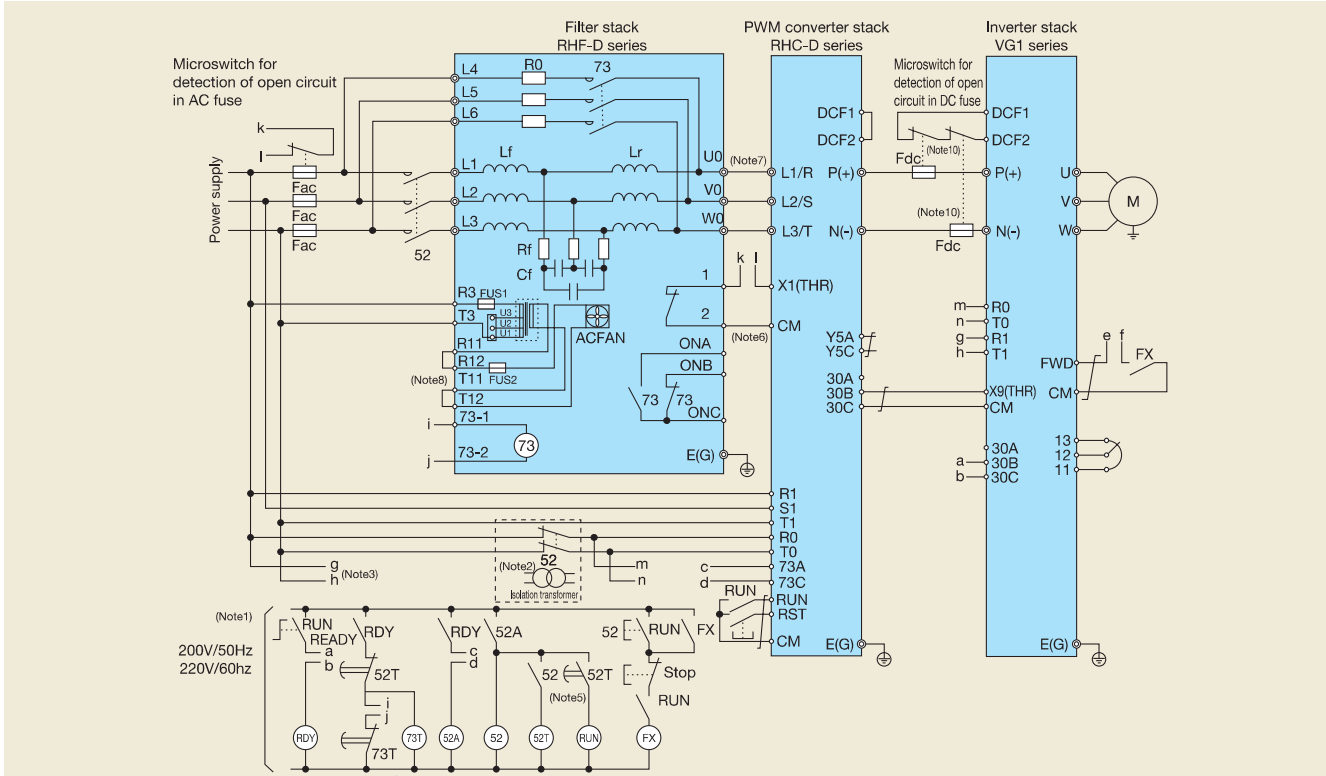 Filter stack
RHF-D series
PWM converter stack
RHC-D series
Inverter stack
VG1 series
Microswitch for
detection of open circuit
in AC fuse
Microswitch for
detection of open
circuit in DC fuse
k
l
Power supply
Fac
Fac
Fac
52
L4
L5
L6
R0
73
L1
L2
L3
Lf
Lr
U0
V0
W0
(Note7)
Rf
Cf
R3
FUS1
T3
U3
U2
U1
ACFAN
R11
R12
FUS2
(Note8)
T11
T12
i
73-1
73
j
73-2
1
2
k
l
(Note6)
ONA
ONB
73
73
ONC
E(G)
DCF1
DCF2
L1/R
P(+)
L2/S
L3/T
N(-)
X1(THR)
CM
Y5A
Y5C
30A
30B
30C
(Note10)
Fdc
(Note10)
Fdc
DCF1
DCF2
P(+)
N(-)
U
V
W
M
m
R0
n
T0
g
R1
h
T1
e
f
FX
FWD
CM
X9(THR)
CM
30A
a
30B
b
30C
13
12
11
R1
S1
T1
R0
T0
c
73A
d
73C
RUN
RUN
RST
CM
E(G)
E(G)
g
h
(Note3)
(Note2)
52
Isolation transformer
m
n
(Note1)
200V/50Hz
220V/60hz
RUN
READY
a
b
RDY
RDY
52T
i
j
73T
73T
RDY
c
d
52A
52A
52
52
52T
52T
(Note5)
RUN
52
RUN
FX
Stop
RUN
FX